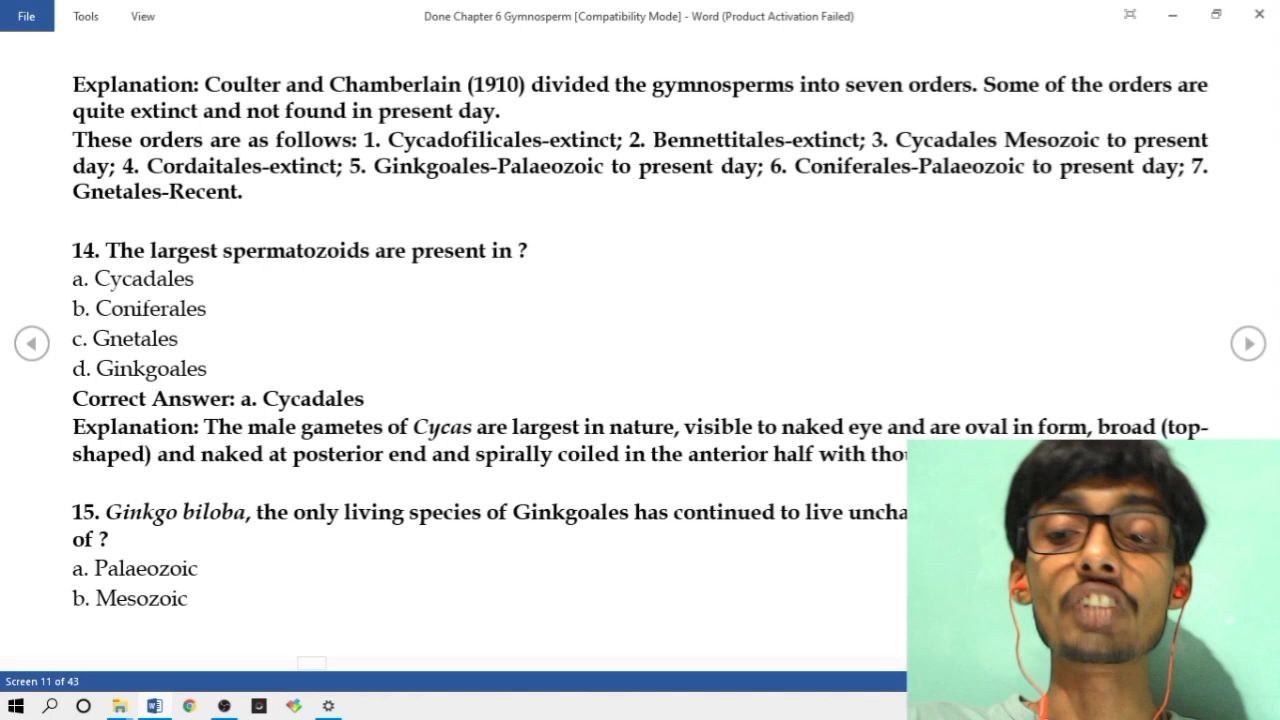 File Tools View Done Chapter 6 Gymnosperm [Compatibility Mode] - Word (Product Activation Failed)
Explanation: Coulter and Chamberlain (1910) divided the gymnosperms into seven orders. Some of the orders are
quite extinct and not found in present day.
These orders are as follows: 1. Cycadofilicales-extinct; 2. Bennettitales-extinct; 3. Cycadales Mesozoic to present
day; 4. Cordaitales-extinct; 5. Ginkgoales-Palaeozoic to present day; 6. Coniferales-Palaeozoic to present day; 7.
Gnetales-Recent.
14. The largest spermatozoids are present in ?
a. Cycadales
b. Coniferales
c. Gnetales
d. Ginkgoales
Correct Answer: a. Cycadales
Explanation: The male gametes of Cycas are largest in nature, visible to naked eye and are oval in form, broad (top-
shaped) and naked at posterior end and spirally coiled in the anterior half with
15. Ginkgo biloba, the only living species of Ginkgoales has continued to live
of ?
a. Palaeozoic
b. Mesozoic
Screen 11 of 43